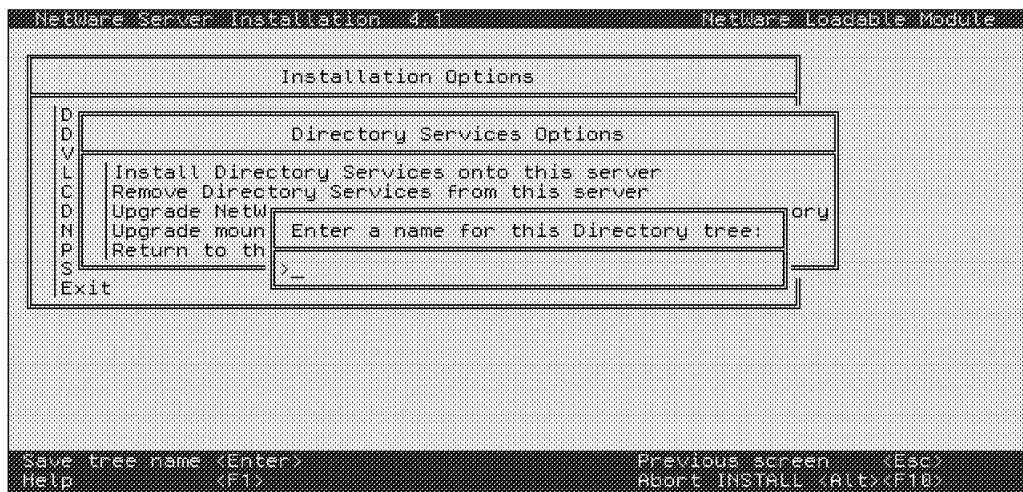 NetWare Server Installation 4.1 NetWare Loadable Module
Installation Options
D
D
V
L
C
D
N
P
S
Exit
Directory Services Options
Install Directory Services onto this server
Remove Directory Services from this server
Upgrade NetW ory
Upgrade moun
Return to th
Enter a name for this Directory tree:
>_
Save tree name <Enter> Previous screen <Esc>
Help <F1> Abort INSTALL <Alt><F10>